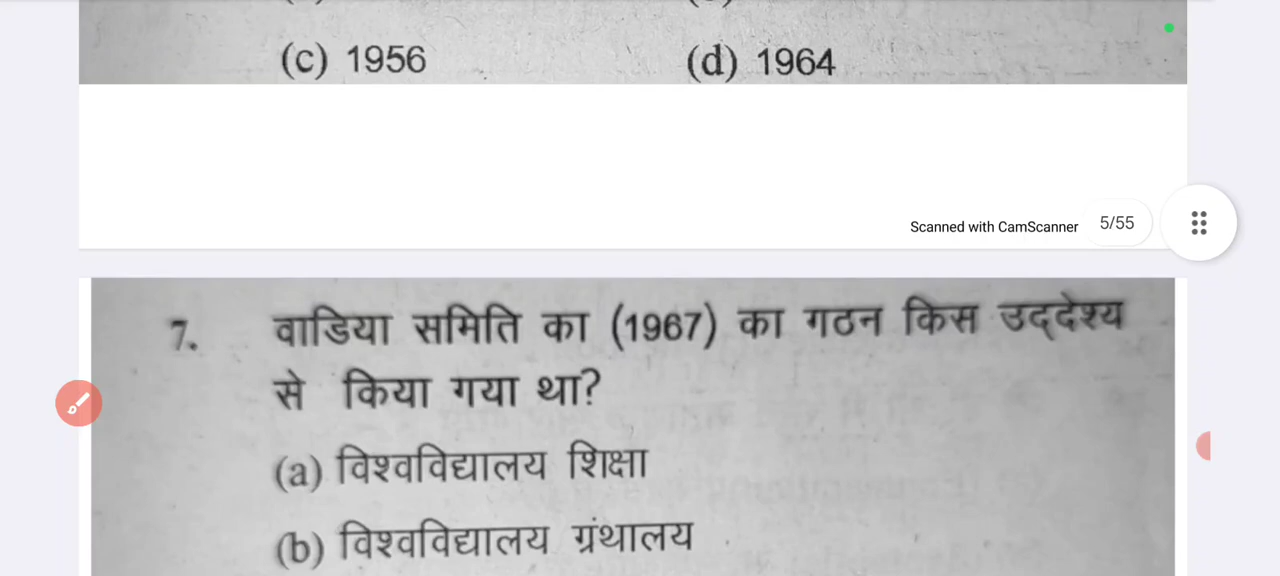 (c) 1956 (d) 1964
Scanned with CamScanner 5/55
7. वाडिया समिति का (1967) का गठन किस उद्देश्य
से किया गया था?
(a) विश्वविद्यालय शिक्षा
(b) विश्वविद्यालय ग्रंथालय